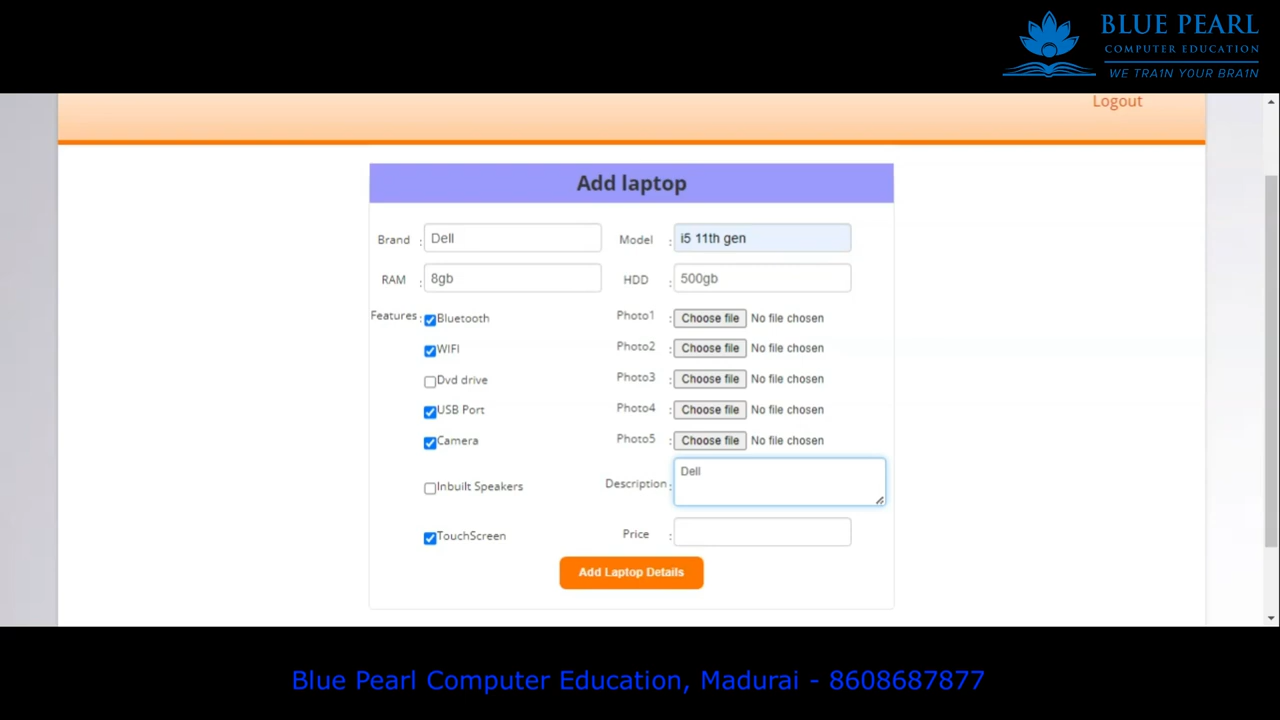 BLUE PEARL
COMPUTER EDUCATION
WE TRA1N YOUR BRA1N
Logout
Add laptop
Brand : Dell Model : i5 11th gen
RAM : 8gb HDD : 500gb
Features : Bluetooth Photo1 : Choose file No file chosen
WIFI Photo2 : Choose file No file chosen
Dvd drive Photo3 : Choose file No file chosen
USB Port Photo4 : Choose file No file chosen
Camera Photo5 : Choose file No file chosen
Inbuilt Speakers Description : Dell
TouchScreen Price :
Add Laptop Details
Blue Pearl Computer Education, Madurai - 8608687877